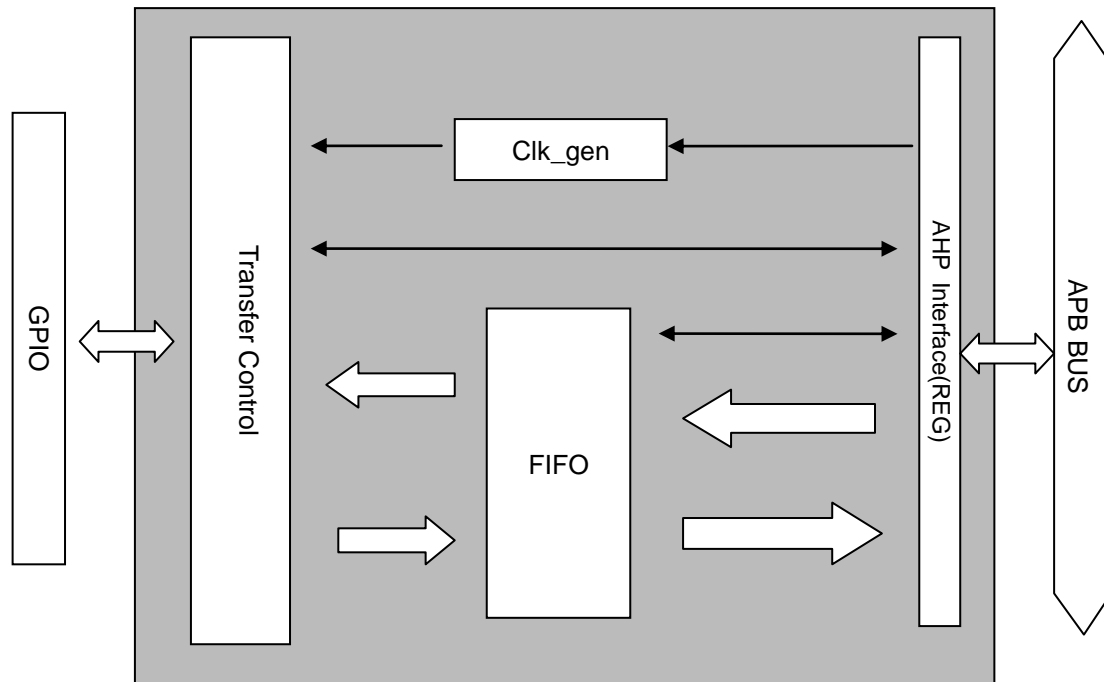 GPIO
Transfer Control
Clk_gen
FIFO
AHP Interface(REG)
APB BUS